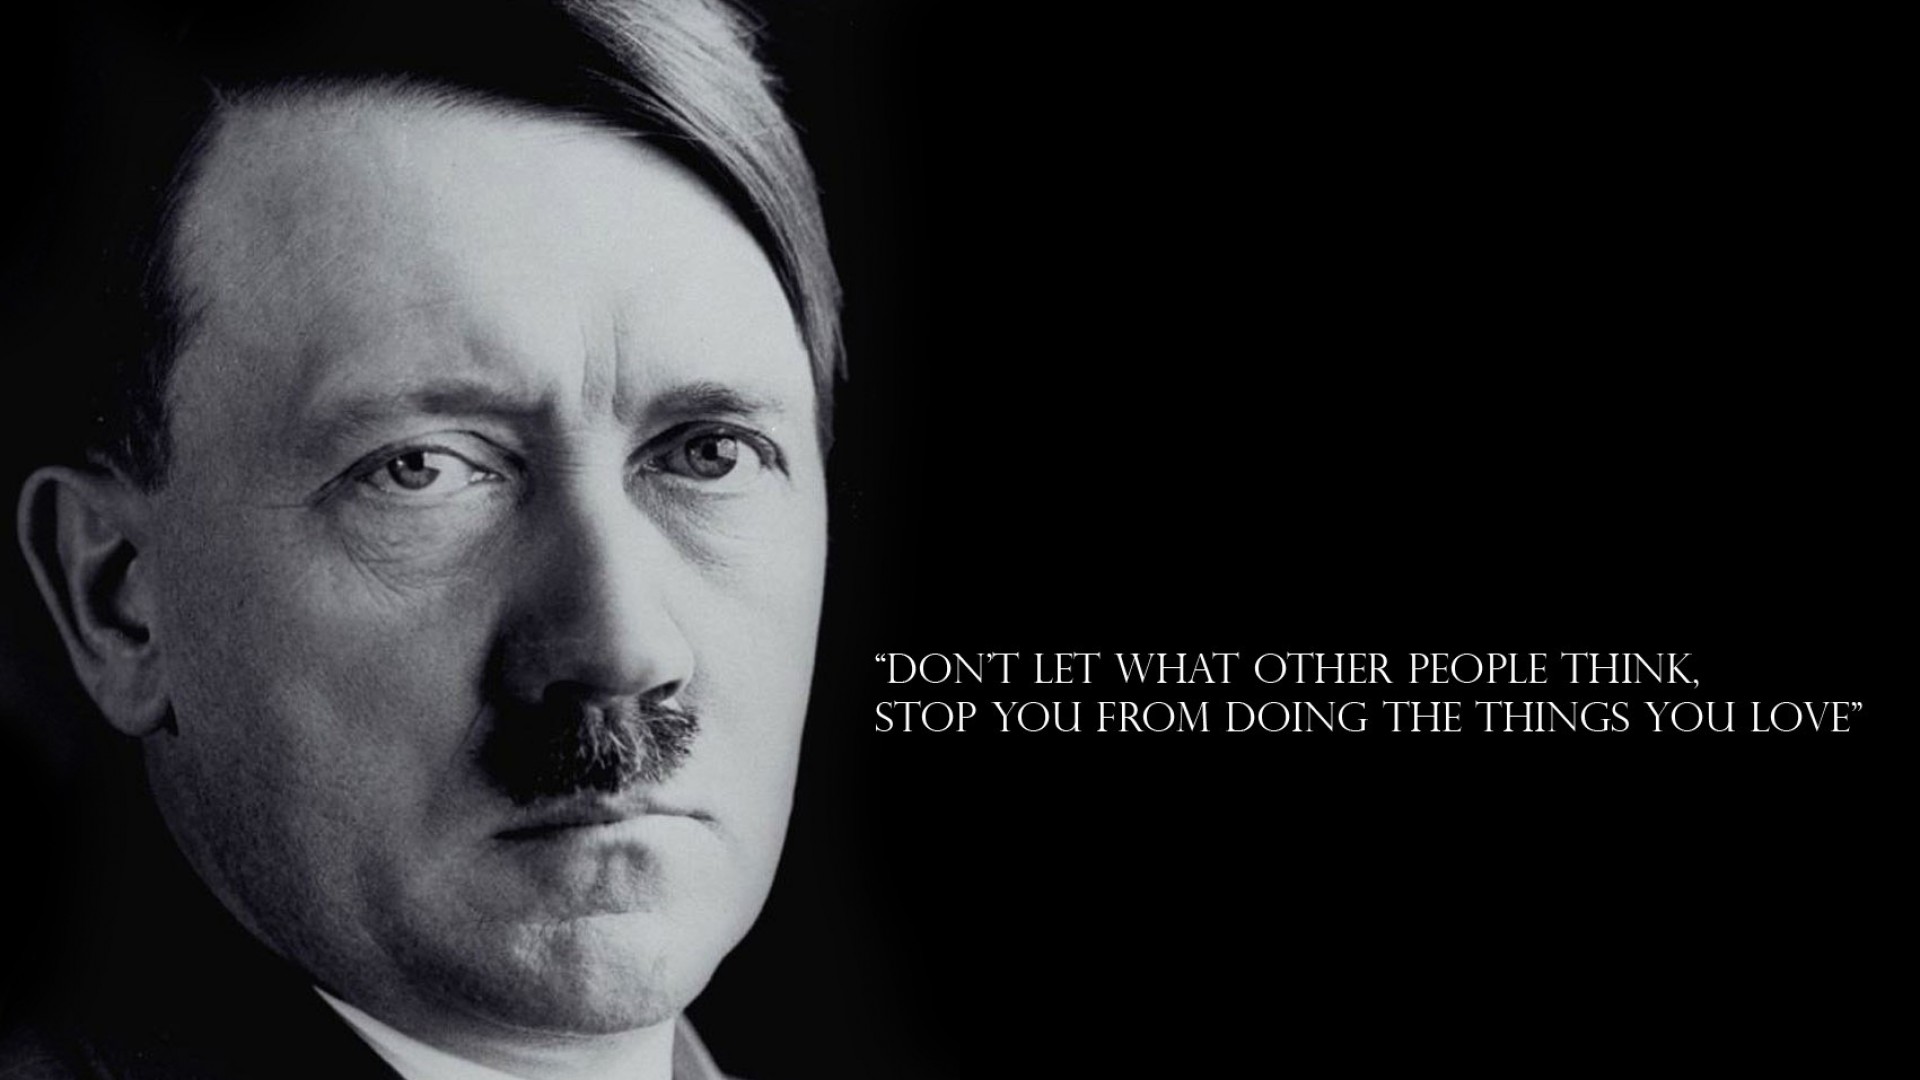 “DON’T LET WHAT OTHER PEOPLE THINK,
STOP YOU FROM DOING THE THINGS YOU LOVE”